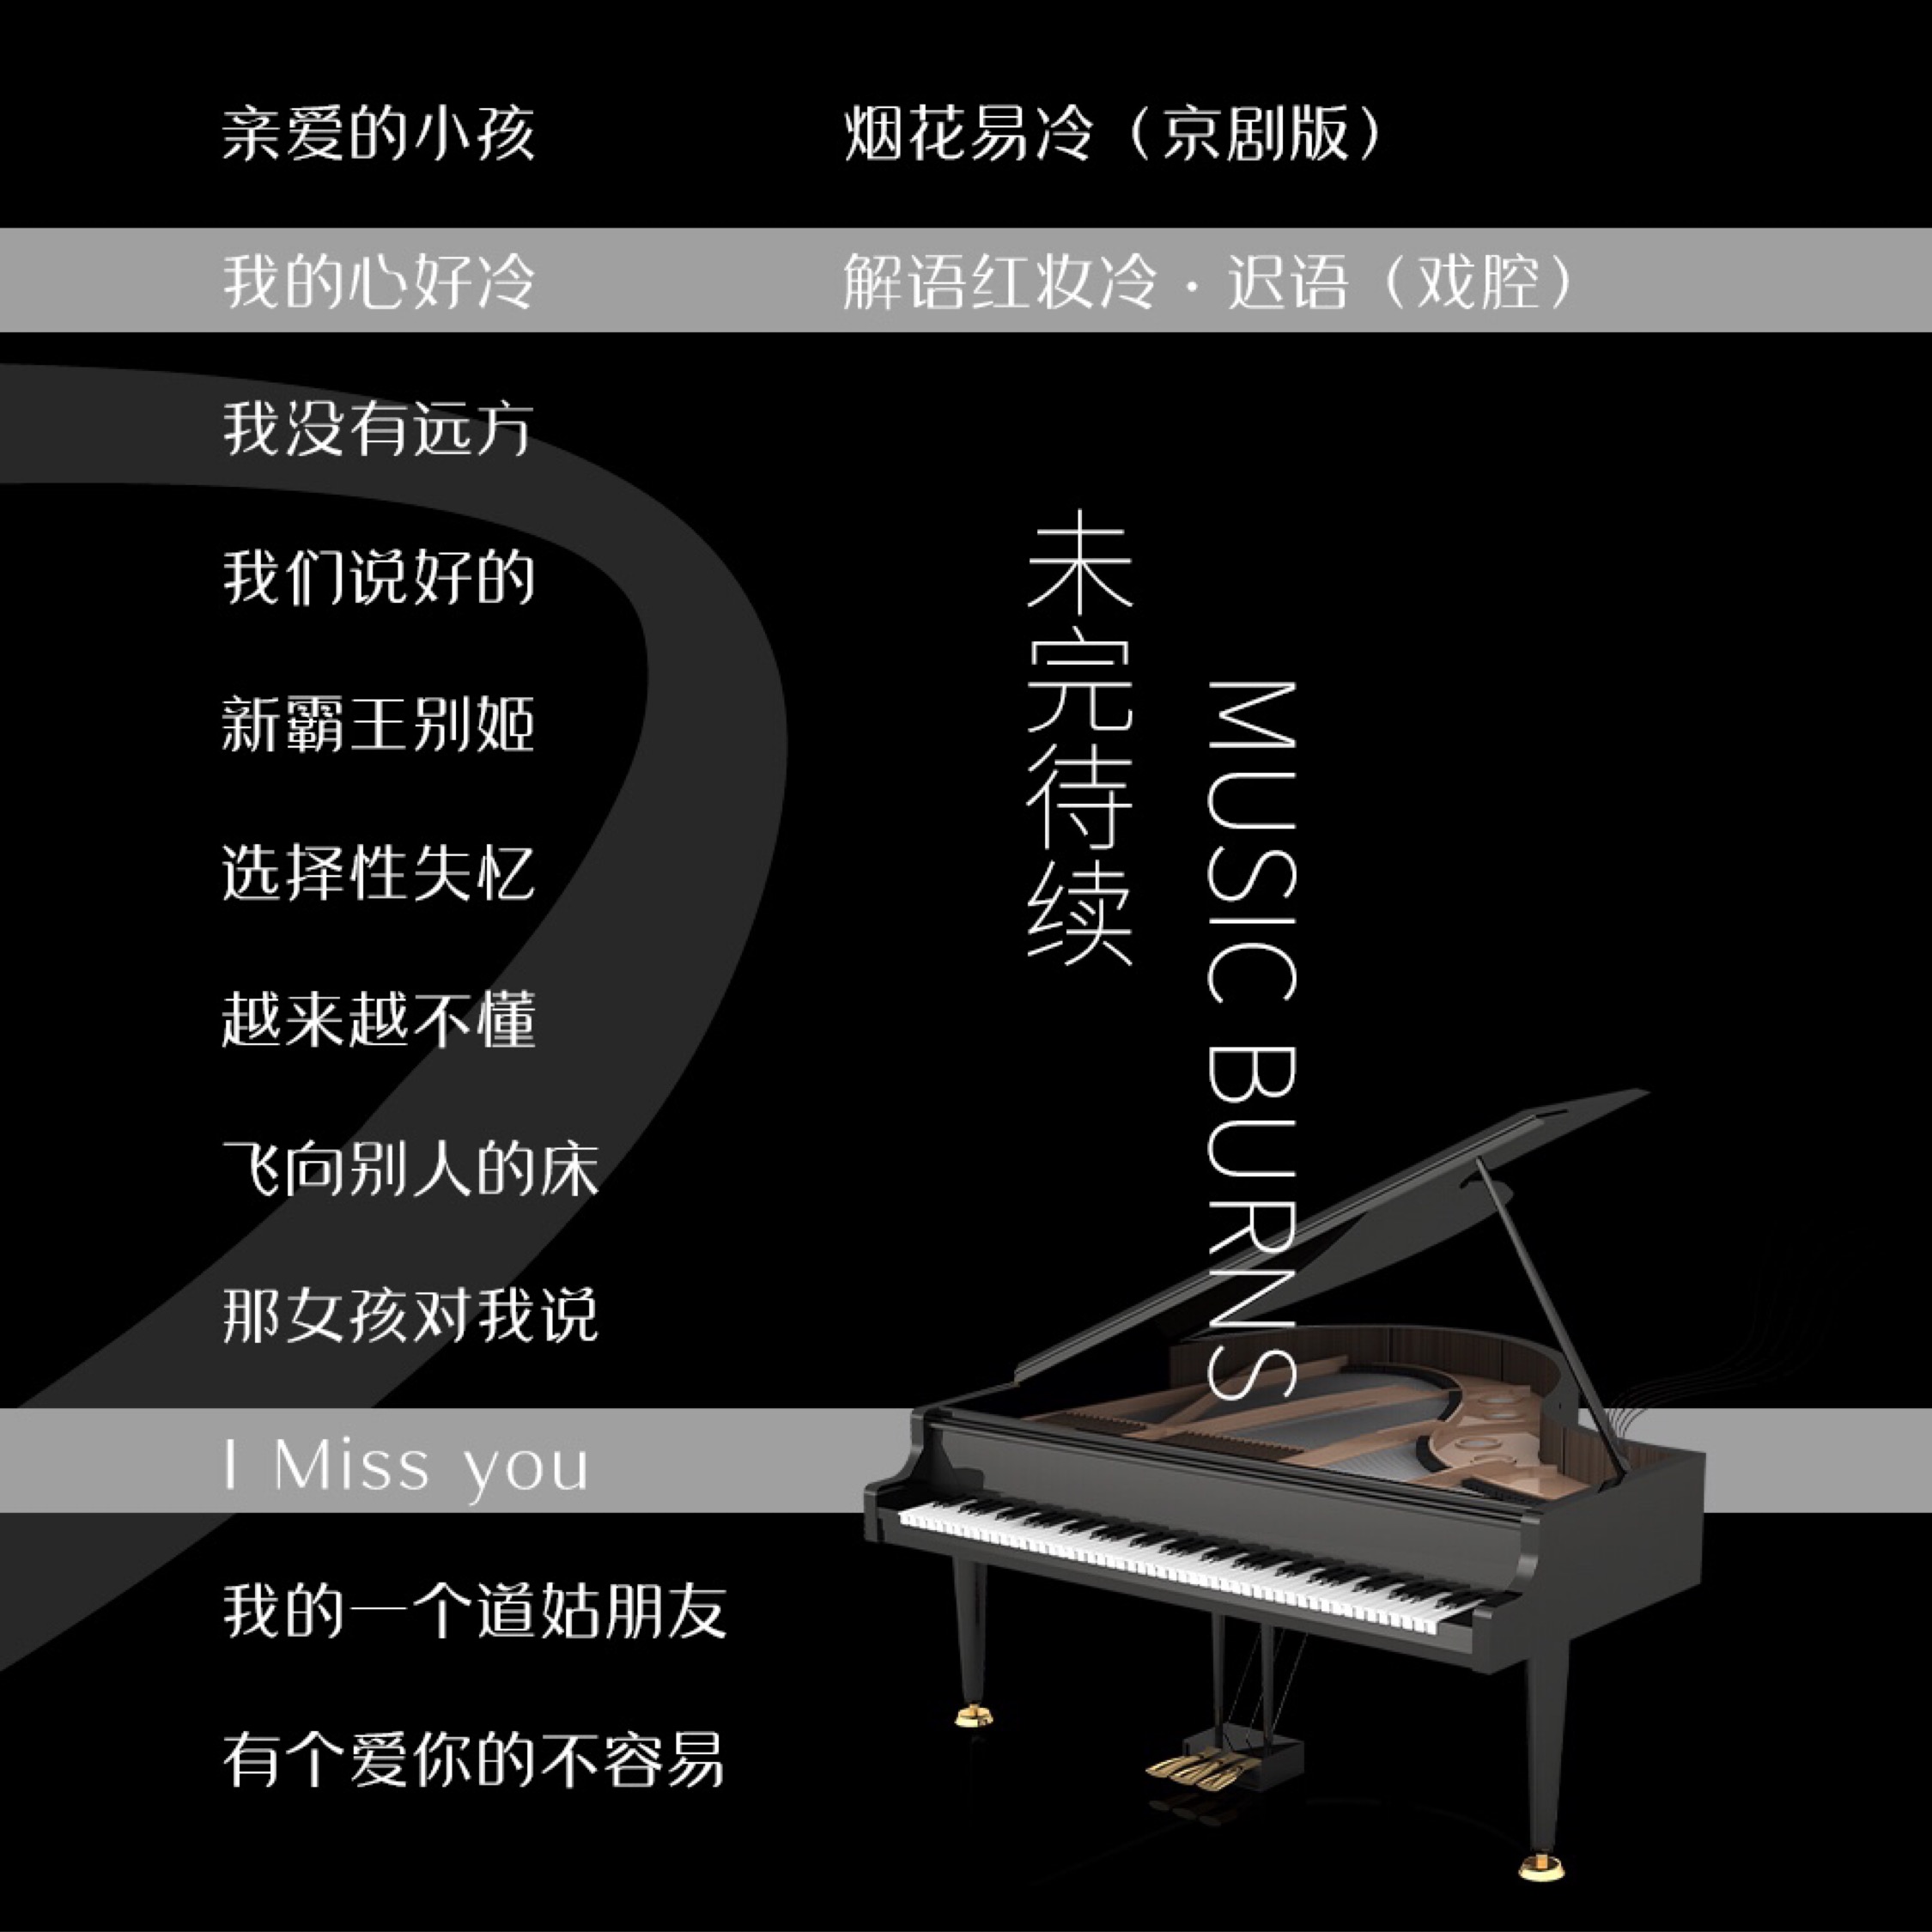 亲爱的小孩
我的心好冷
我没有远方
我们说好的
新霸王别姬
选择性失忆
越来越不懂
飞向别人的床
那女孩对我说
I Miss you
我的一个道姑朋友
有个爱你的不容易
烟花易冷（京剧版）
解语红妆冷·迟语（戏腔）
未完待续
MUSIC BURNS